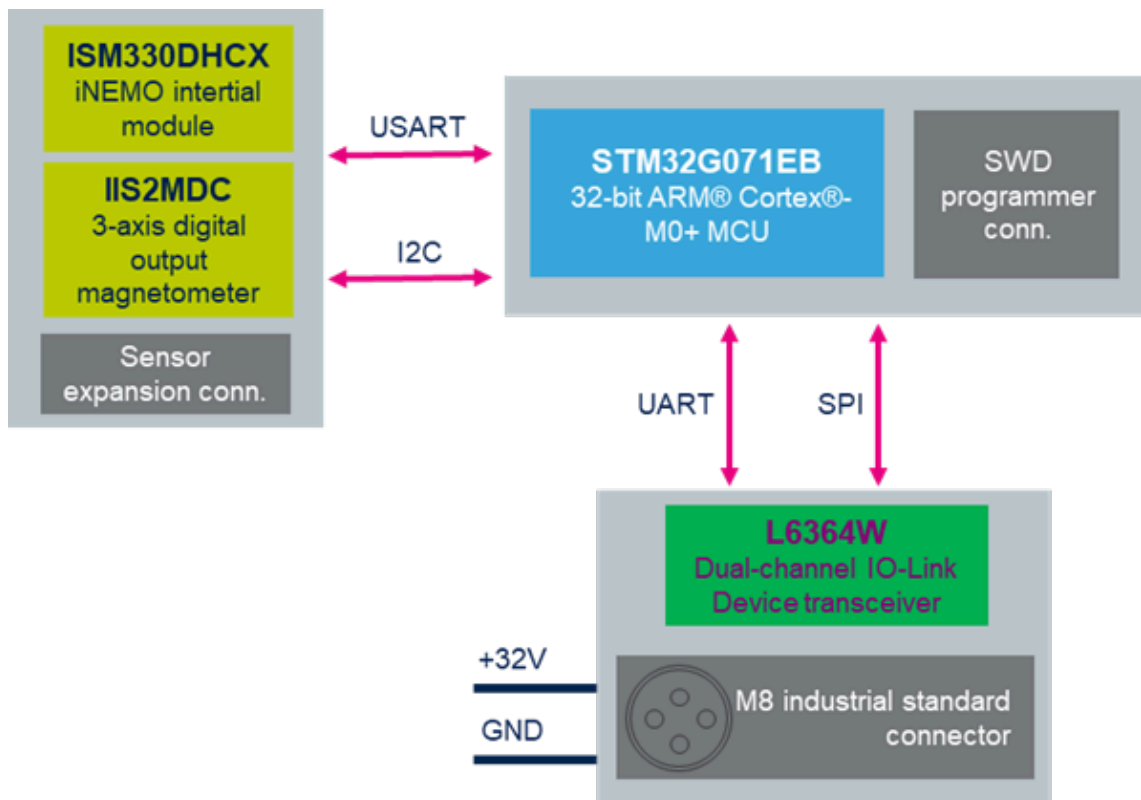 ISM330DHCX
iNEMO intertial
module
IIS2MDC
3-axis digital
output
magnetometer
Sensor
expansion conn.
USART
I2C
STM32G071EB
32-bit ARM® Cortex®-
M0+ MCU
SWD
programmer
conn.
UART
SPI
L6364W
Dual-channel IO-Link
Device transceiver
+32V
GND
M8 industrial standard
connector